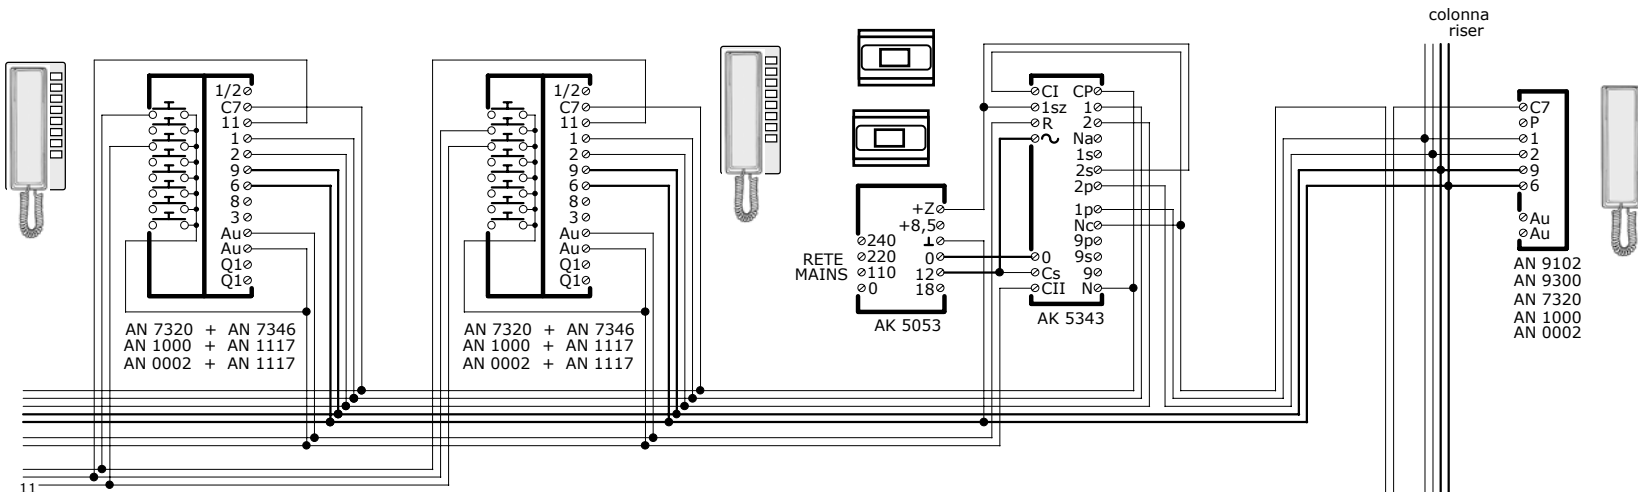 colonna
riser
1/2
C7
11
1
2
9
6
8
3
Au
Au
Q1
Q1
AN 7320 + AN 7346
AN 1000 + AN 1117
AN 0002 + AN 1117
1/2
C7
11
1
2
9
6
8
3
Au
Au
Q1
Q1
AN 7320 + AN 7346
AN 1000 + AN 1117
AN 0002 + AN 1117
RETE
MAINS
240
220
110
0
+Z
+8,5
⊥
0
12
18
AK 5053
CI
1sz
R
~
0
Cs
CII
CP
1
2
Na
1s
2s
2p
1p
Nc
9p
9s
9
N
AK 5343
C7
P
1
2
9
6
Au
Au
AN 9102
AN 9300
AN 7320
AN 1000
AN 0002
11